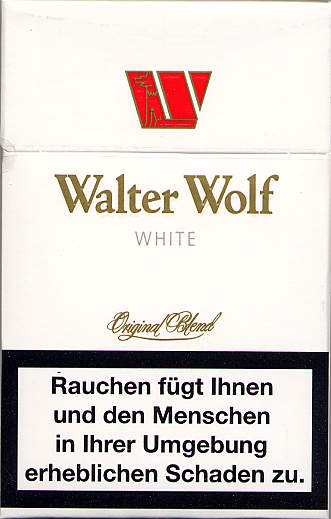 Walter Wolf
WHITE
Original Blend
Rauchen fügt Ihnen
und den Menschen
in Ihrer Umgebung
erheblichen Schaden zu.